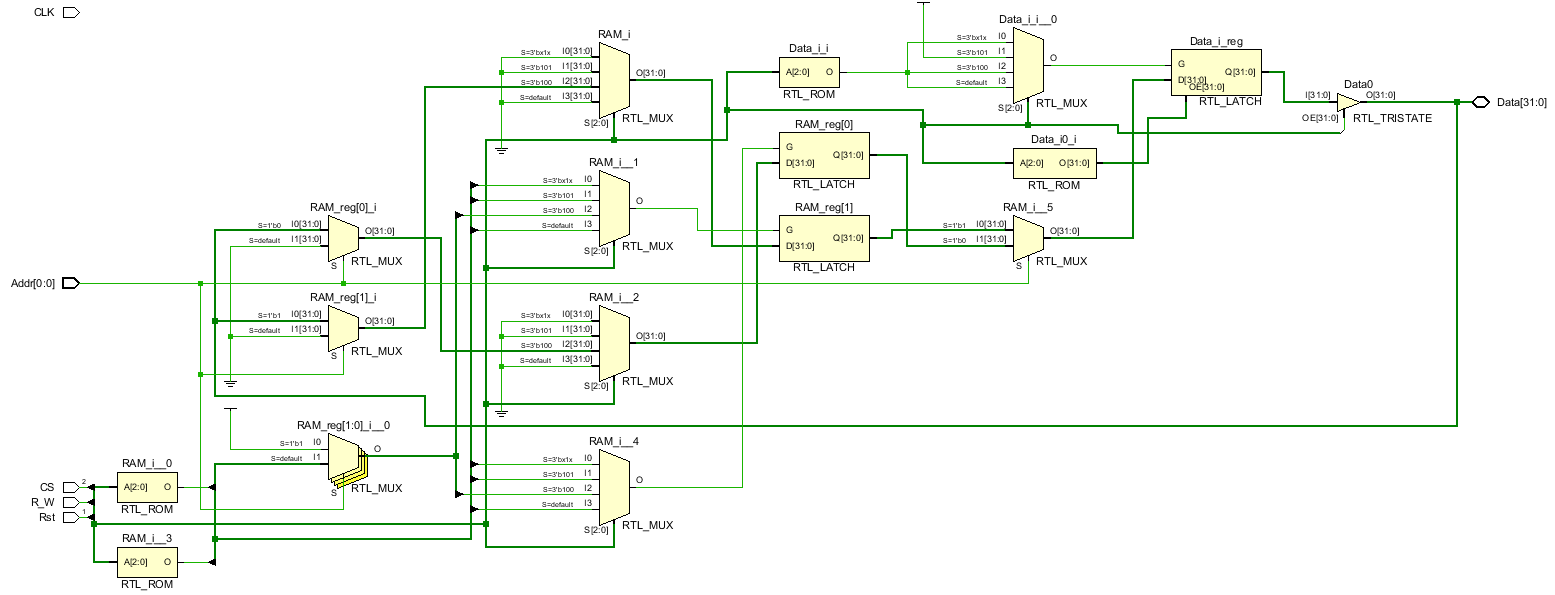 CLK
Addr[0:0]
CS
2
R_W
Rst
1
RAM_i__0
A[2:0] O
RTL_ROM
RAM_i__3
A[2:0] O
RTL_ROM
RAM_reg[0]_i
S=1'b0 I0[31:0]
S=default I1[31:0]
O[31:0]
S
RTL_MUX
RAM_reg[1]_i
S=1'b1 I0[31:0]
S=default I1[31:0]
O[31:0]
S
RTL_MUX
RAM_reg[1:0]_i__0
S=1'b1 I0
S=default I1
O
S
RTL_MUX
RAM_i
S=3'bx1x I0[31:0]
S=3'b101 I1[31:0]
S=3'b100 I2[31:0]
S=default I3[31:0]
O[31:0]
S[2:0]
RTL_MUX
RAM_i__1
S=3'bx1x I0
S=3'b101 I1
S=3'b100 I2
S=default I3
O
S[2:0]
RTL_MUX
RAM_i__2
S=3'bx1x I0[31:0]
S=3'b101 I1[31:0]
S=3'b100 I2[31:0]
S=default I3[31:0]
O[31:0]
S[2:0]
RTL_MUX
RAM_i__4
S=3'bx1x I0
S=3'b101 I1
S=3'b100 I2
S=default I3
O
S[2:0]
RTL_MUX
Data_i_i
A[2:0] O
RTL_ROM
RAM_reg[0]
G
D[31:0]
Q[31:0]
RTL_LATCH
RAM_reg[1]
G
D[31:0]
Q[31:0]
RTL_LATCH
Data_i_i__0
S=3'bx1x I0
S=3'b101 I1
S=3'b100 I2
S=default I3
O
S[2:0]
RTL_MUX
Data_i0_i
A[2:0] O[31:0]
RTL_ROM
RAM_i__5
S=1'b1 I0[31:0]
S=1'b0 I1[31:0]
O[31:0]
S
RTL_MUX
Data_i_reg
G
D[31:0]
OE[31:0]
Q[31:0]
RTL_LATCH
Data0
I[31:0] O[31:0]
OE[31:0]
RTL_TRISTATE
Data[31:0]